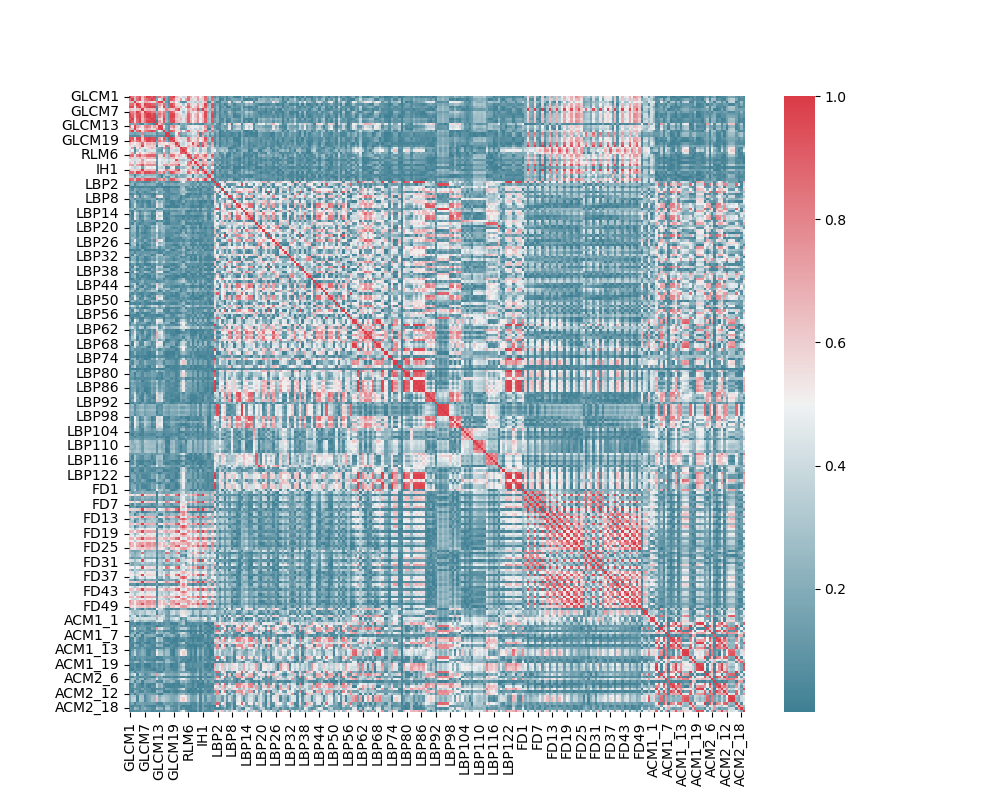 GLCM1
GLCM7
GLCM13
GLCM19
RLM6
IH1
LBP2
LBP8
LBP14
LBP20
LBP26
LBP32
LBP38
LBP44
LBP50
LBP56
LBP62
LBP68
LBP74
LBP80
LBP86
LBP92
LBP98
LBP104
LBP110
LBP116
LBP122
FD1
FD7
FD13
FD19
FD25
FD31
FD37
FD43
FD49
ACM1_1
ACM1_7
ACM1_13
ACM1_19
ACM2_6
ACM2_12
ACM2_18
GLCM1
GLCM7
GLCM13
GLCM19
RLM6
IH1
LBP2
LBP8
LBP14
LBP20
LBP26
LBP32
LBP38
LBP44
LBP50
LBP56
LBP62
LBP68
LBP74
LBP80
LBP86
LBP92
LBP98
LBP104
LBP110
LBP116
LBP122
FD1
FD7
FD13
FD19
FD25
FD31
FD37
FD43
FD49
ACM1_1
ACM1_7
ACM1_13
ACM1_19
ACM2_6
ACM2_12
ACM2_18
1.0
0.8
0.6
0.4
0.2